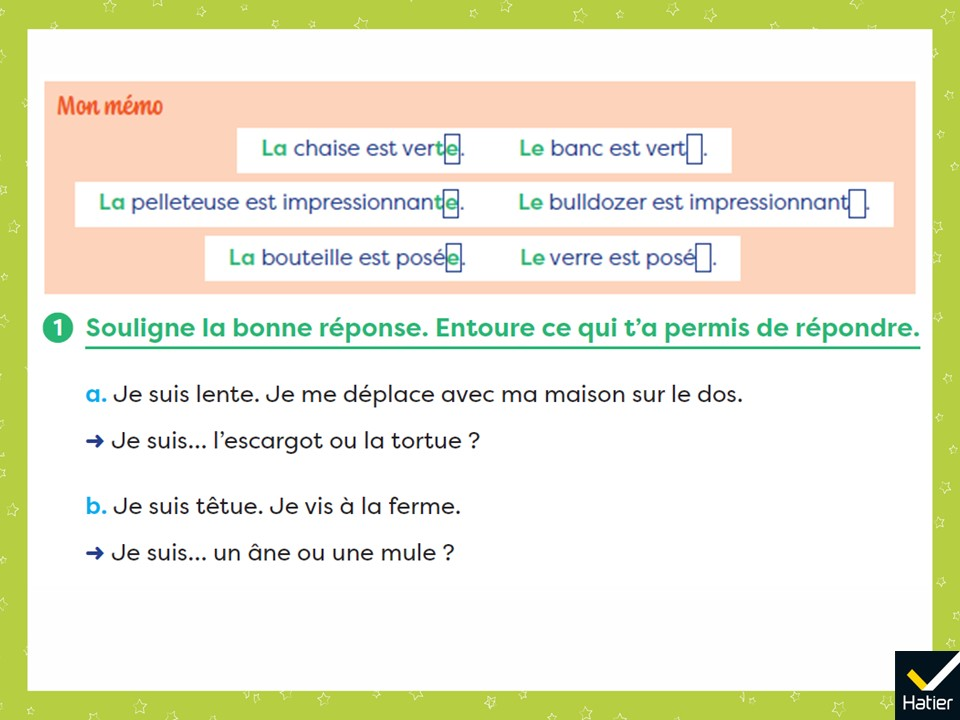 Mon mémo
La chaise est verte. Le banc est vert.
La pelleteuse est impressionnante. Le bulldozer est impressionnant.
La bouteille est posée. Le verre est posé.
1 Souligne la bonne réponse. Entoure ce qui t'a permis de répondre.
a. Je suis lente. Je me déplace avec ma maison sur le dos.
➜ Je suis... l'escargot ou la tortue ?
b. Je suis têtue. Je vis à la ferme.
➜ Je suis... un âne ou une mule ?
Hatier